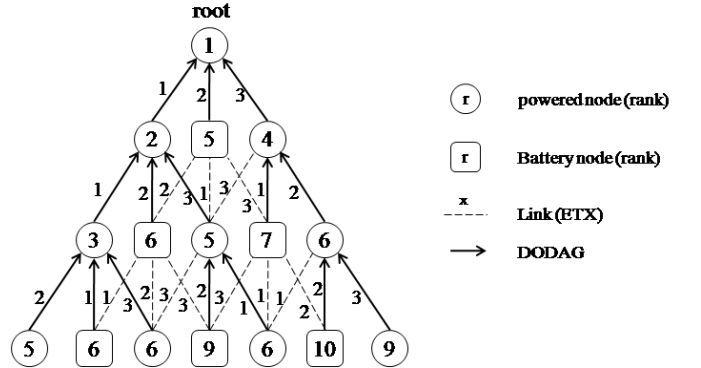 root
1
1 2 3
2 5 4
1 2 2 3 1 3 3 1 2
3 6 5 7 6
2 1 1 3 2 3 3 2 3 1 1 1 2 2 3
5 6 6 9 6 10 9
r powered node (rank)
r Battery node (rank)
x Link (ETX)
DODAG